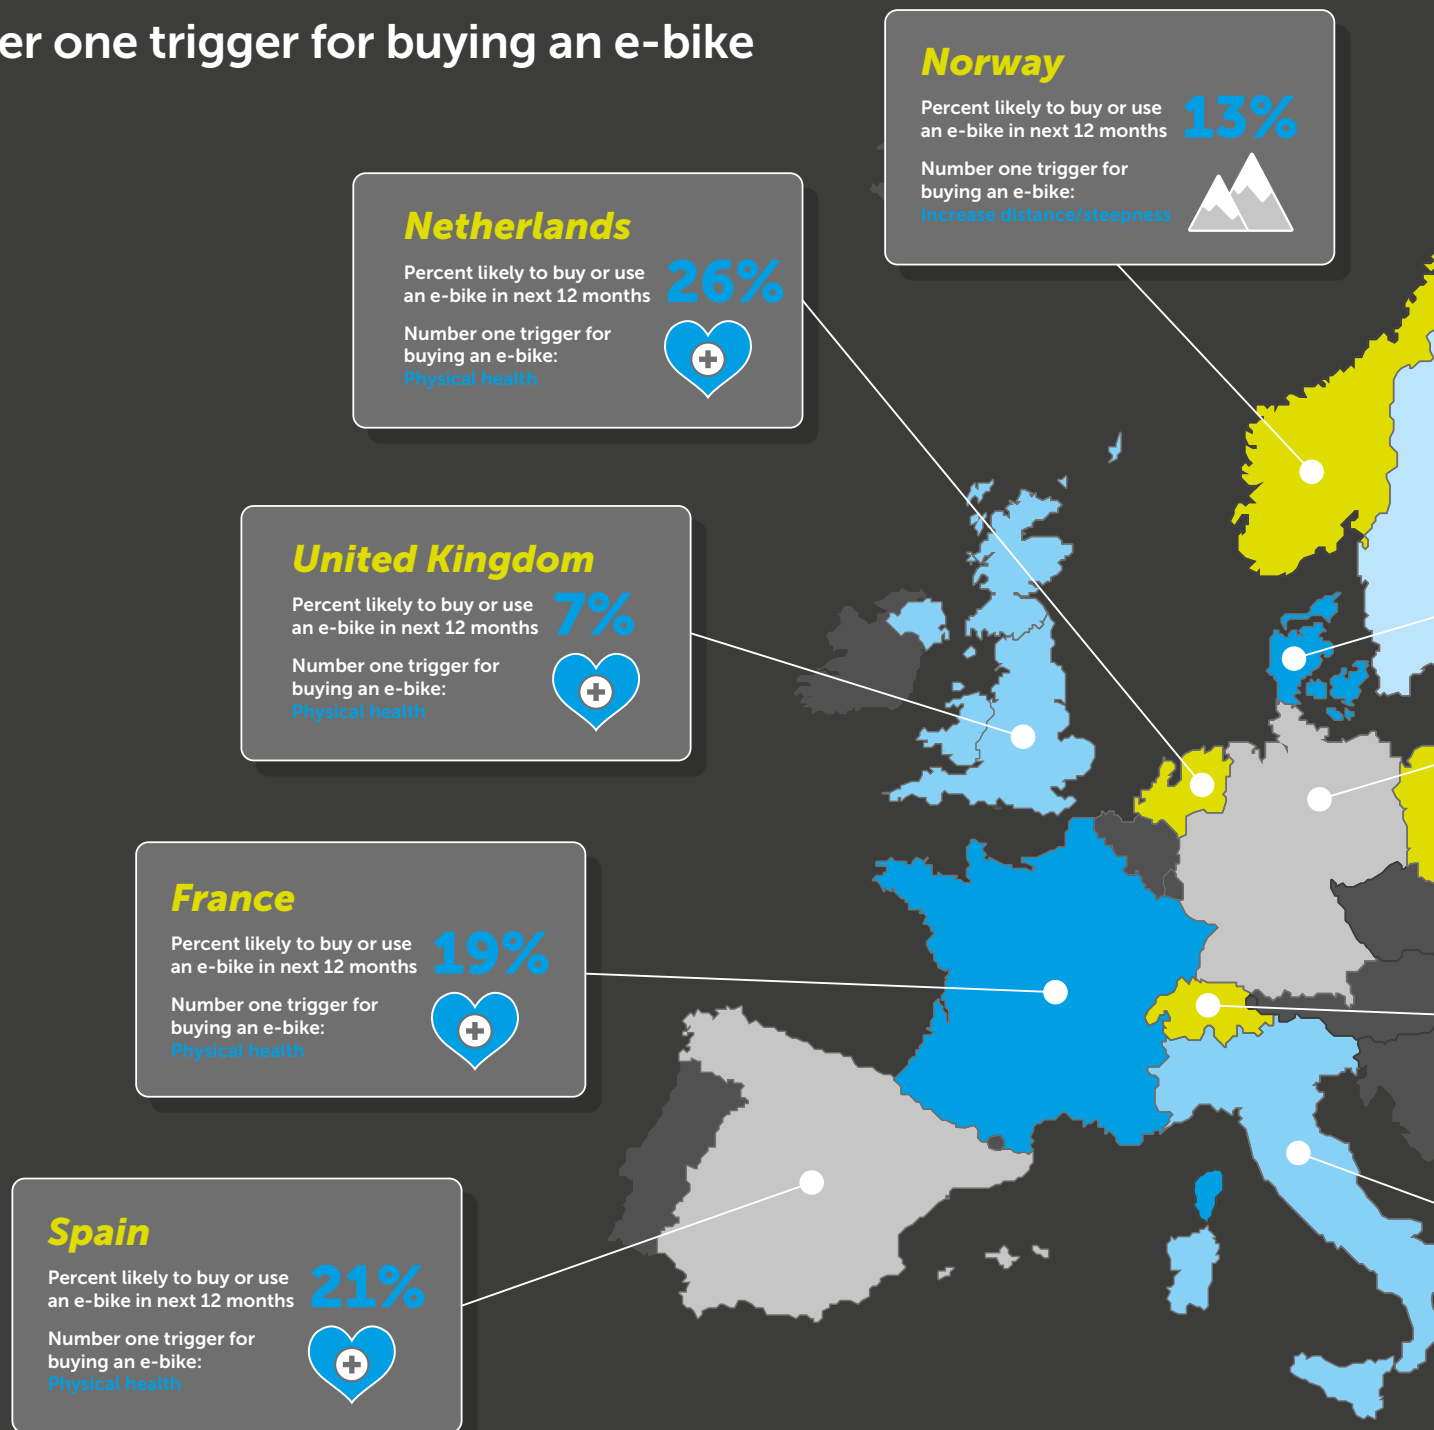 er one trigger for buying an e-bike
Norway
Percent likely to buy or use
an e-bike in next 12 months
13%
Number one trigger for
buying an e-bike:
Increase distance/steepness
Netherlands
Percent likely to buy or use
an e-bike in next 12 months
26%
Number one trigger for
buying an e-bike:
Physical health
United Kingdom
Percent likely to buy or use
an e-bike in next 12 months
7%
Number one trigger for
buying an e-bike:
Physical health
France
Percent likely to buy or use
an e-bike in next 12 months
19%
Number one trigger for
buying an e-bike:
Physical health
Spain
Percent likely to buy or use
an e-bike in next 12 months
21%
Number one trigger for
buying an e-bike:
Physical health